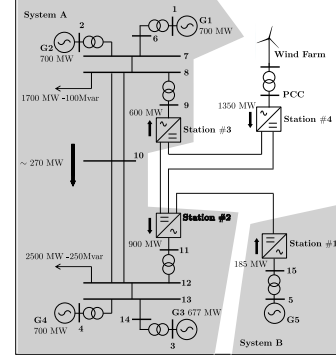 System A
1
2
G1
700 MW
6
G2
700 MW
7
8
Wind Farm
1700 MW -100Mvar
9
PCC
600 MW
1350 MW
Station #3
Station #4
~ 270 MW
10
Station #2
900 MW
11
Station #1
2500 MW -250Mvar
185 MW
15
12
13
5
G4
700 MW
4
14
G3 677 MW
3
G5
System B